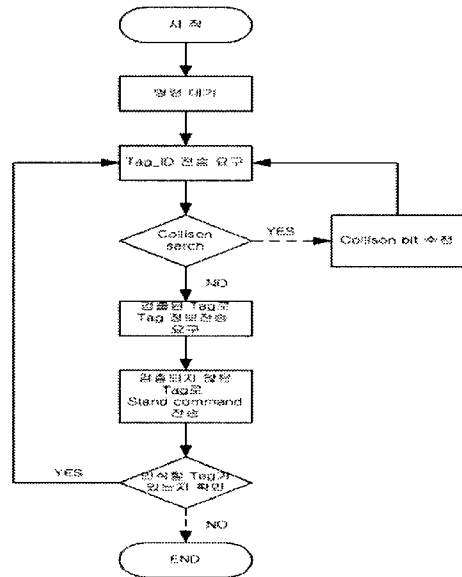 시 작
명령 대기
Tag_ID 전송 요구
Collison
serch
YES
Collison bit 수정
NO
검출된 Tag로
Tag 정보전송
요구
검출되지 않은
Tag로
Stand command
전송
인식할 Tag가
있는지 확인
YES
NO
END